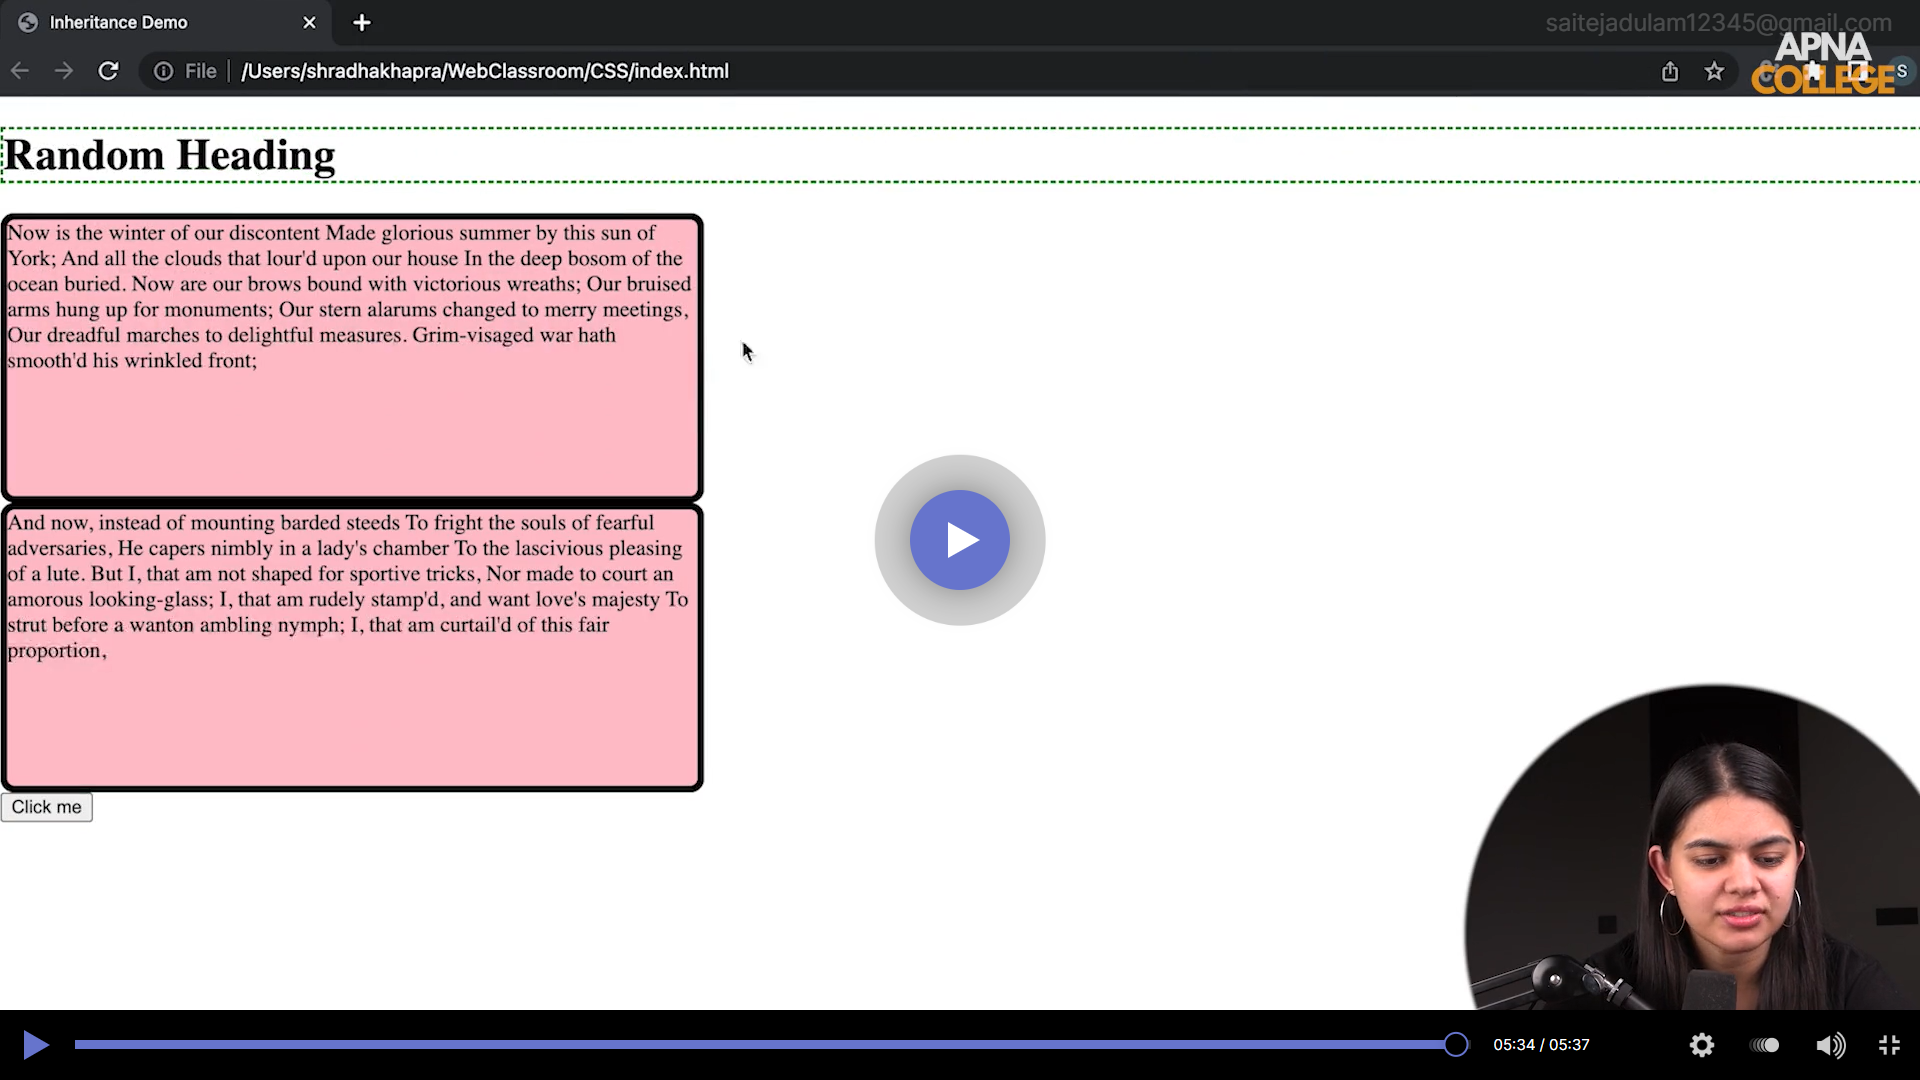 Inheritance Demo
saitejadulam12345@gmail.com
APNA
COLLEGE
File
/Users/shradhakhapra/WebClassroom/CSS/index.html
S
Random Heading
Now is the winter of our discontent Made glorious summer by this sun of
York; And all the clouds that lour'd upon our house In the deep bosom of the
ocean buried. Now are our brows bound with victorious wreaths; Our bruised
arms hung up for monuments; Our stern alarums changed to merry meetings,
Our dreadful marches to delightful measures. Grim-visaged war hath
smooth'd his wrinkled front;
And now, instead of mounting barded steeds To fright the souls of fearful
adversaries, He capers nimbly in a lady's chamber To the lascivious pleasing
of a lute. But I, that am not shaped for sportive tricks, Nor made to court an
amorous looking-glass; I, that am rudely stamp'd, and want love's majesty To
strut before a wanton ambling nymph; I, that am curtail'd of this fair
proportion,
Click me
05:34 / 05:37